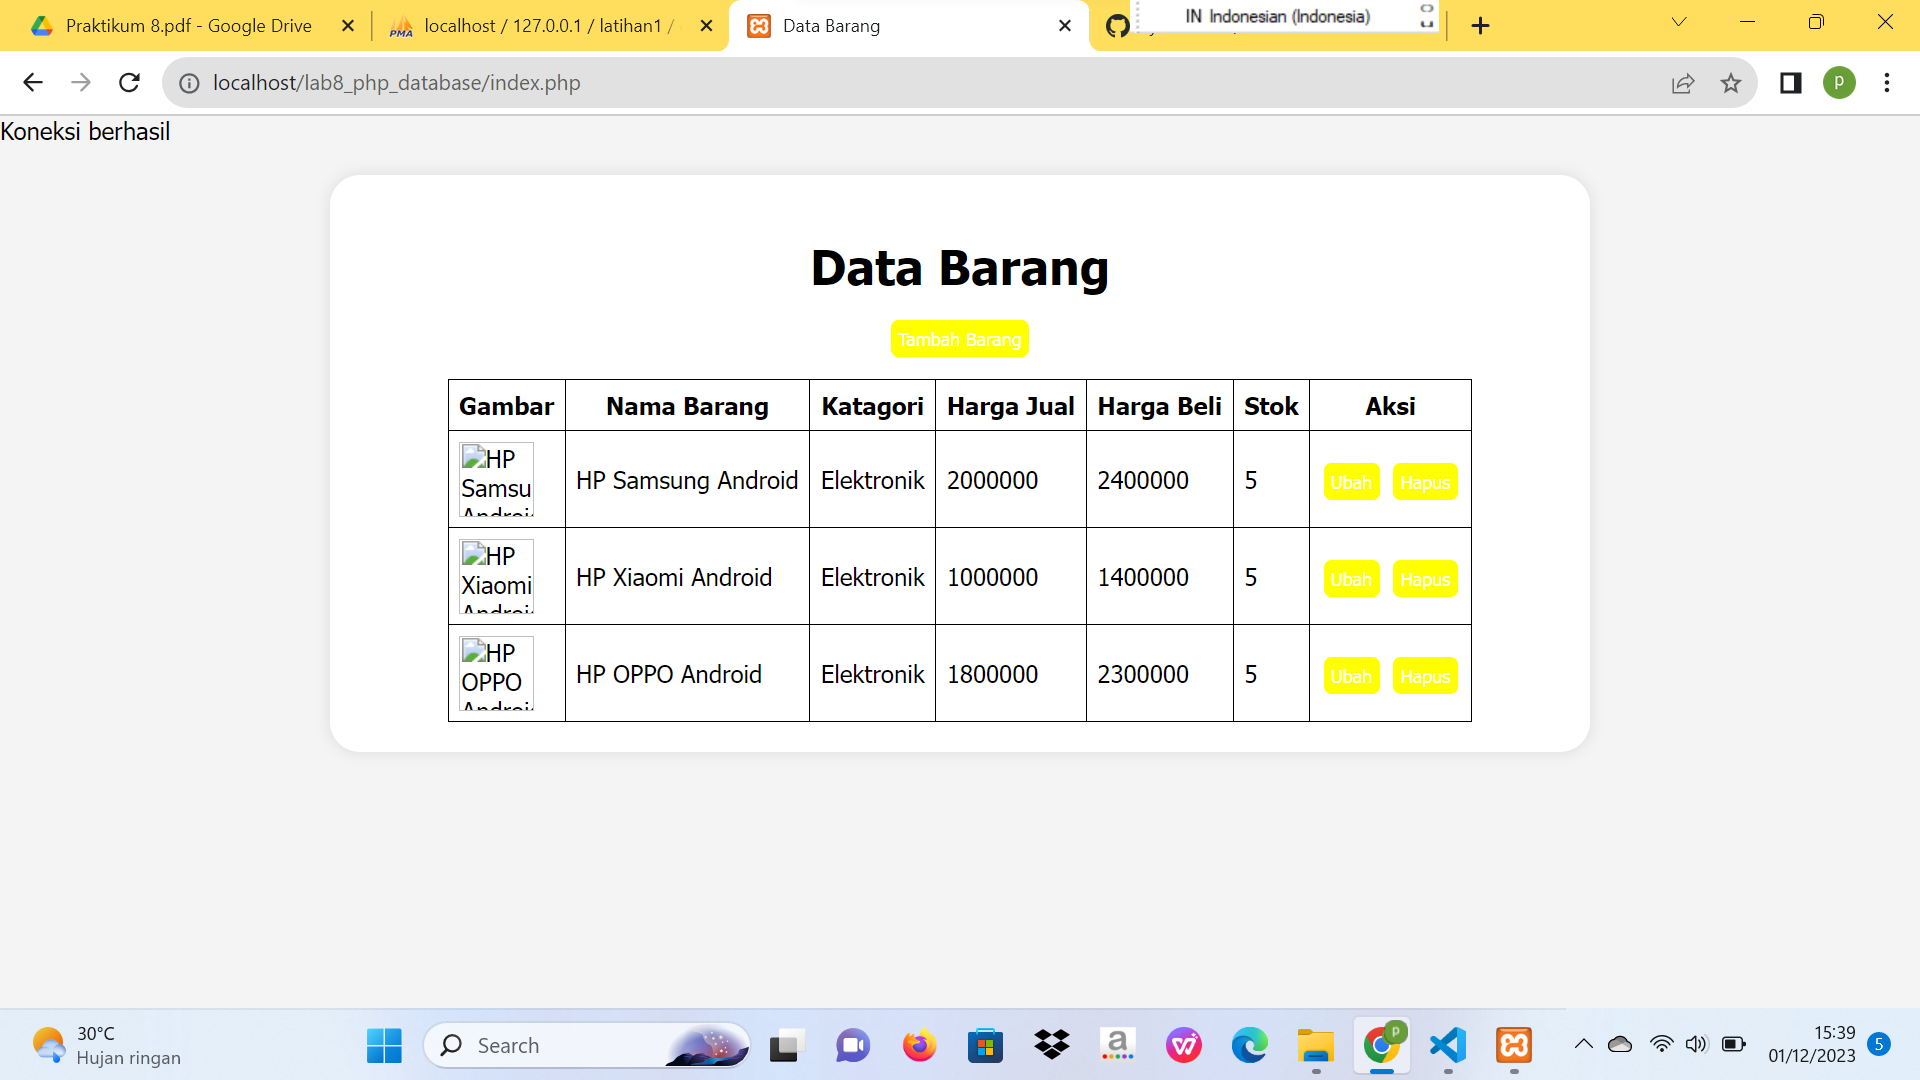 Praktikum 8.pdf - Google Drive
localhost / 127.0.0.1 / latihan1 /
Data Barang
IN Indonesian (Indonesia)
localhost/lab8_php_database/index.php
p
Koneksi berhasil
Data Barang
Tambah Barang
Gambar Nama Barang Katagori Harga Jual Harga Beli Stok Aksi
HP Samsung Android Elektronik 2000000 2400000 5 Ubah Hapus
HP
Samsu
HP Xiaomi Android Elektronik 1000000 1400000 5 Ubah Hapus
HP
Xiaomi
HP OPPO Android Elektronik 1800000 2300000 5 Ubah Hapus
HP
OPPO
30°C
Hujan ringan
Search
15:39
01/12/2023
5